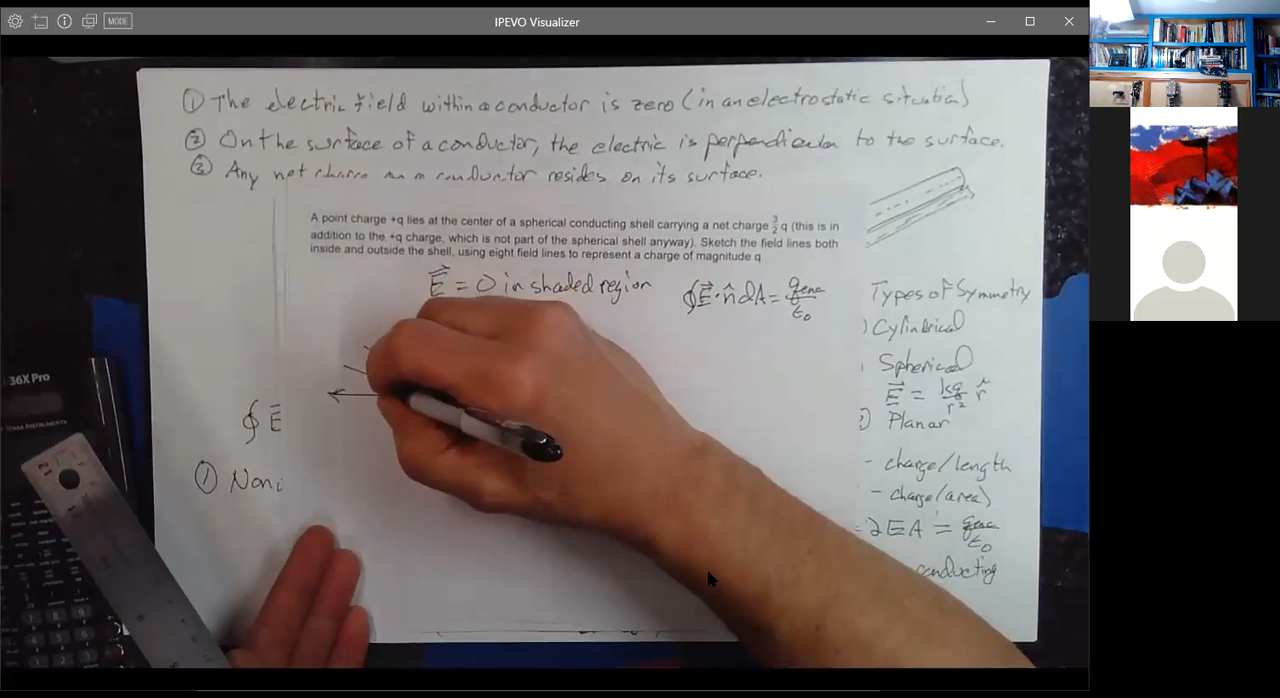 IPEVO Visualizer
MODE
① The electric field within a conductor is zero (in an electrostatic situation)
② On the surface of a conductor, the electric is perpendicular to the surface.
③ Any net charge on a conductor resides on its surface.
A point charge +q lies at the center of a spherical conducting shell carrying a net charge 3/2 q (this is in
addition to the +q charge, which is not part of the spherical shell anyway). Sketch the field lines both
inside and outside the shell, using eight field lines to represent a charge of magnitude q
E⃗ = 0 in shaded region
∮E⃗·n̂dA = qenc/ε₀
Types of Symmetry
) Cylindrical
Spherical
E⃗ = kq/r² r̂
) Planar
- charge/length
- charge/area)
= 2EA = qenc/ε₀
conducting
36X Pro
TEXAS INSTRUMENTS
∮ E⃗
①
12